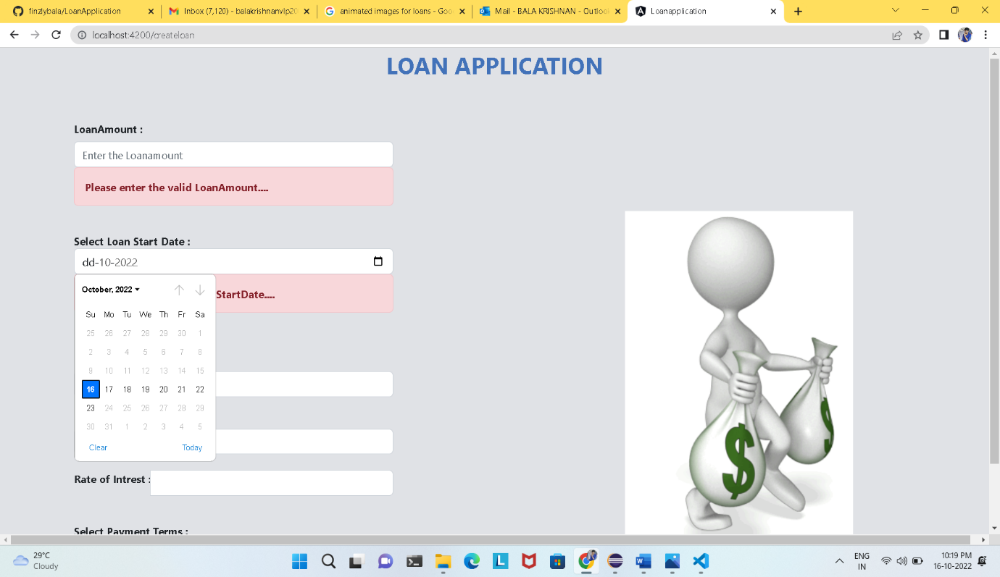 finzlybala/LoanApplication
Inbox (7,120) - balakrishnanvlp20
animated images for loans - Goo
Mail - BALA KRISHNAN - Outlook
Loanapplication
localhost:4200/createloan
LOAN APPLICATION
LoanAmount :
Enter the Loanamount
Please enter the valid LoanAmount....
Select Loan Start Date :
dd-10-2022
StartDate....
October, 2022
Su Mo Tu We Th Fr Sa
25 26 27 28 29 30 1
2 3 4 5 6 7 8
9 10 11 12 13 14 15
16 17 18 19 20 21 22
23 24 25 26 27 28 29
30 31 1 2 3 4 5
Clear Today
Rate of Intrest :
Select Payment Terms :
$
$
29°C
Cloudy
ENG
IN
10:19 PM
16-10-2022